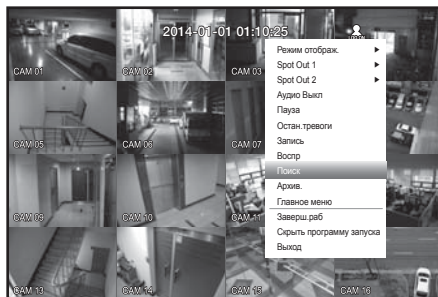 2014-01-01 01:10:25
LOGON
CAM 01
CAM 02
CAM 03
CAM 05
CAM 06
CAM 07
CAM 09
CAM 10
CAM 11
CAM 13
CAM 14
CAM 15
CAM 16
Режим отображ.
Spot Out 1
Spot Out 2
Аудио Выкл
Пауза
Остан.тревоги
Запись
Воспр
Поиск
Архив.
Главное меню
Заверш.раб
Скрыть программу запуска
Выход